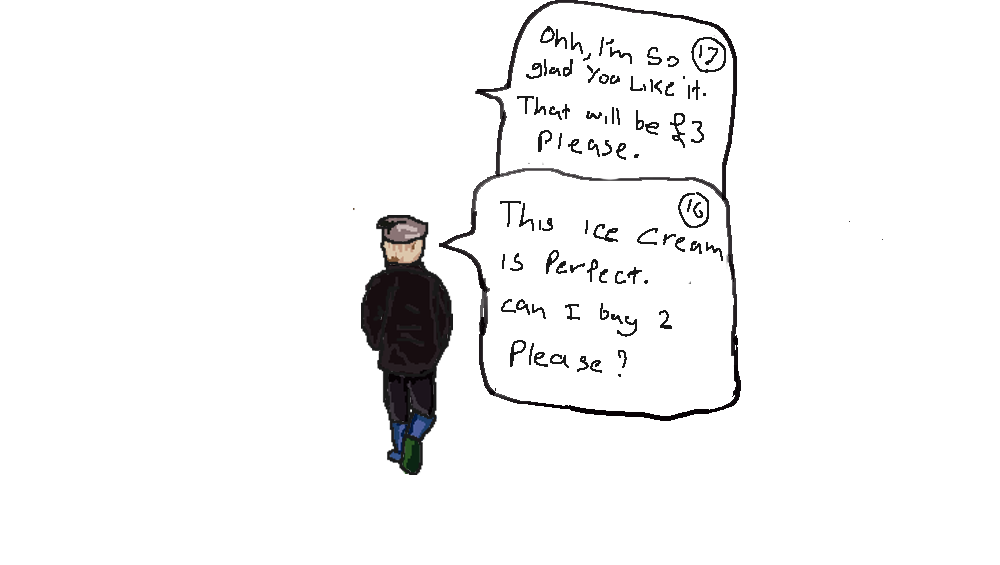 Ohh, I'm so 17
glad You Like it.
That will be £3
Please.
16
This ice cream
is Perfect.
can I buy 2
Please?